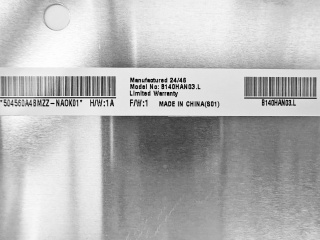 Manufactured 24/46
Model No: B140HAN03.L
Limited Warranty
"504560A48MZZ-NAOK01" H/W:1A F/W:1 MADE IN CHINA(S01)
B140HAN03.L